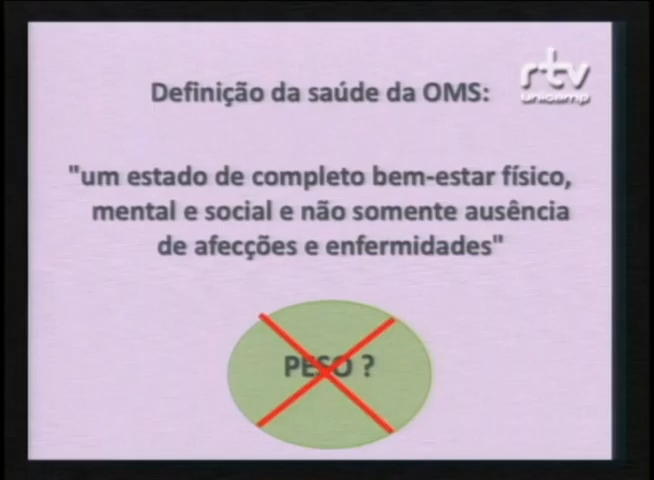 rtv
unicamp
Definição da saúde da OMS:
"um estado de completo bem-estar físico,
mental e social e não somente ausência
de afecções e enfermidades"
PESO ?